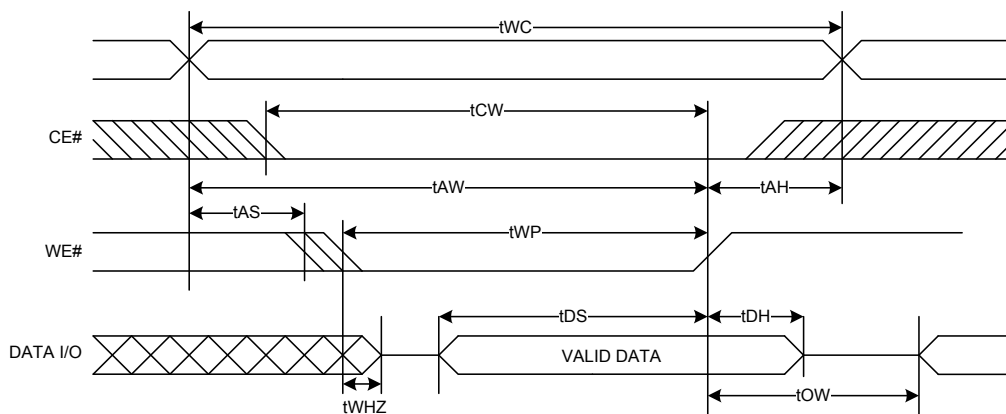 tWC
tCW
CE#
tAW
tAH
tAS
tWP
WE#
tDS
tDH
DATA I/O
VALID DATA
tWHZ
tOW